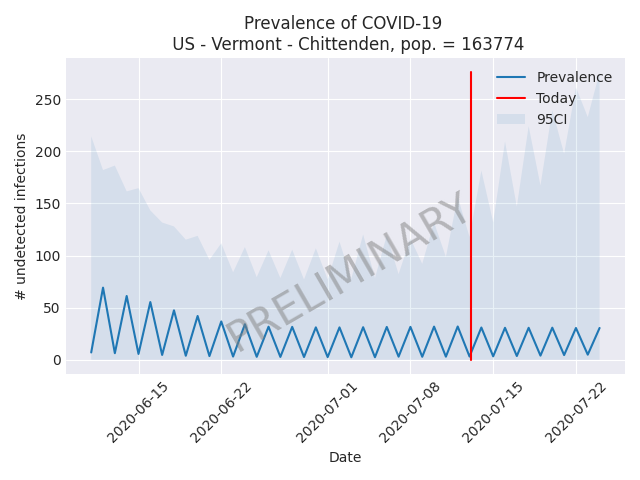 Prevalence of COVID-19
US - Vermont - Chittenden, pop. = 163774
Prevalence
Today
95CI
250
200
150
100
50
0
# undetected infections
PRELIMINARY
2020-06-15
2020-06-22
2020-07-01
2020-07-08
2020-07-15
2020-07-22
Date